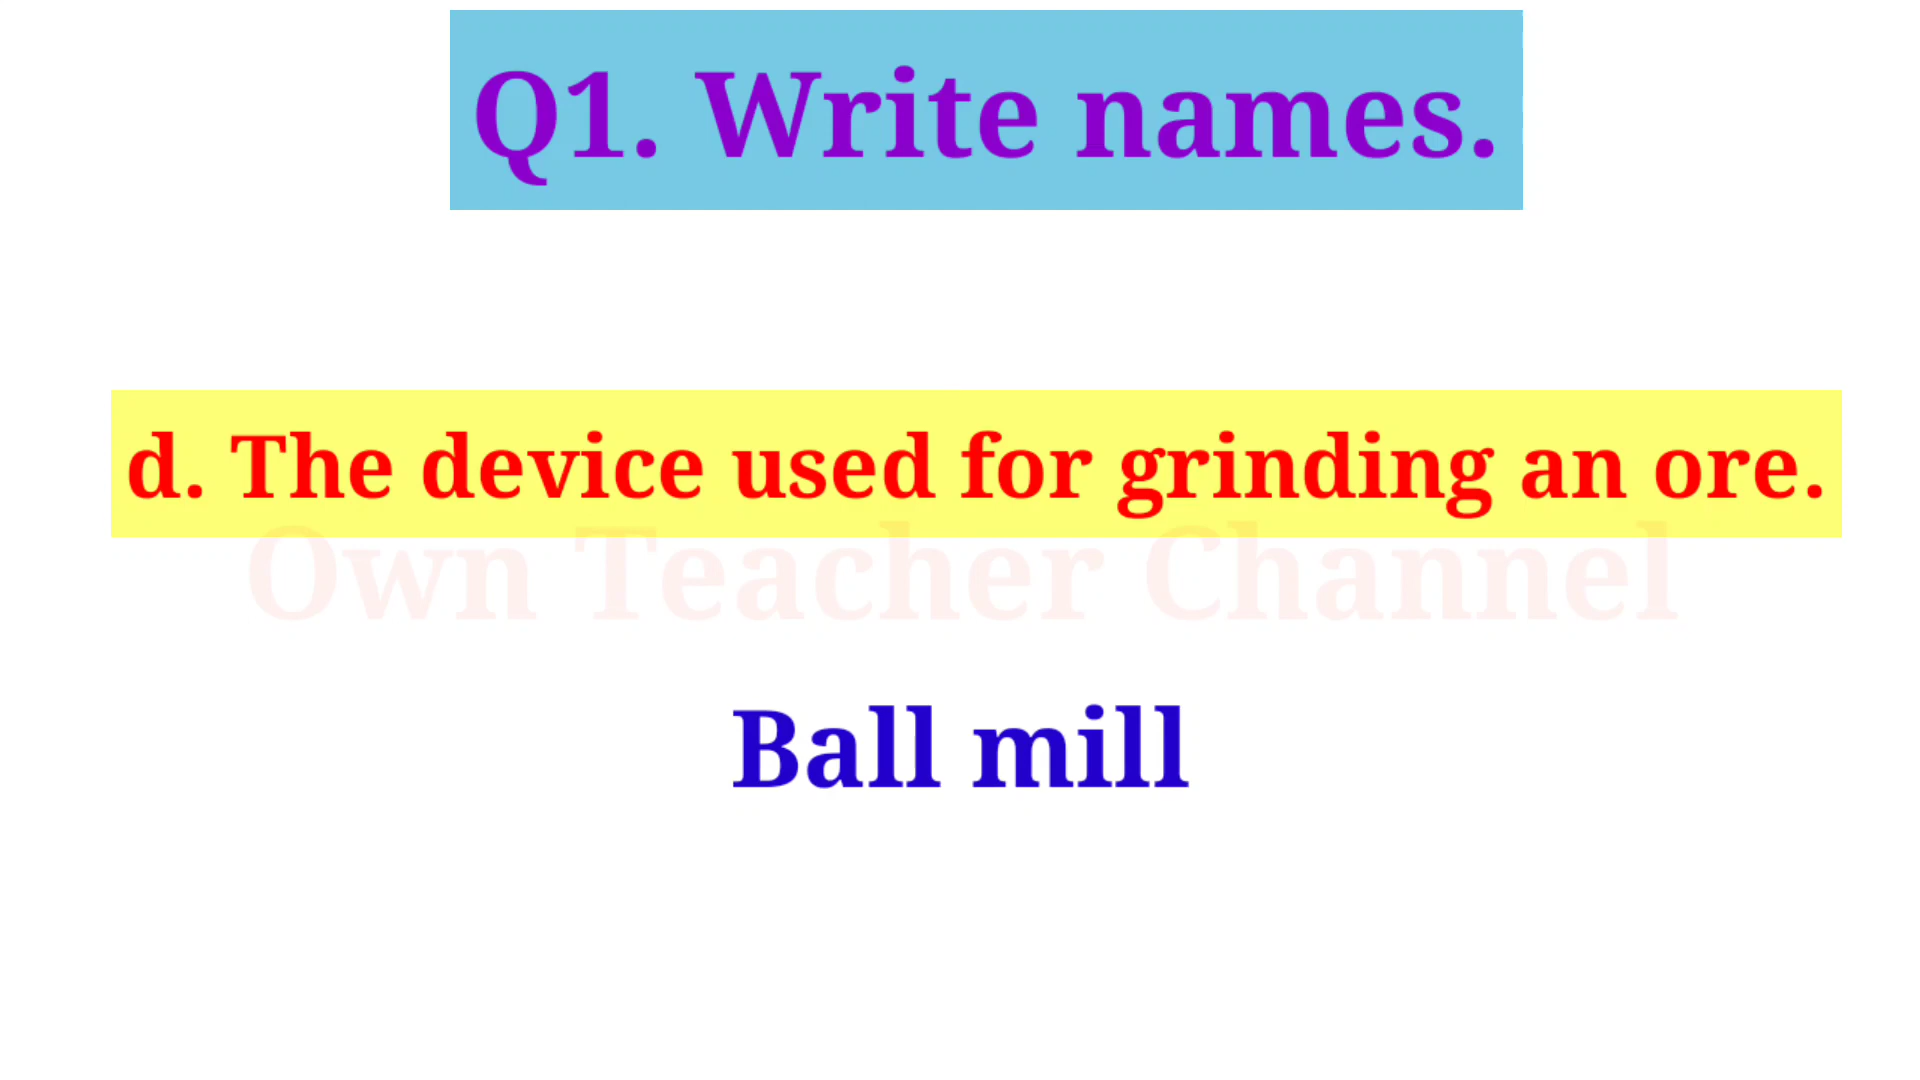 Q1. Write names.
d. The device used for grinding an ore.
Own Teacher Channel
Ball mill